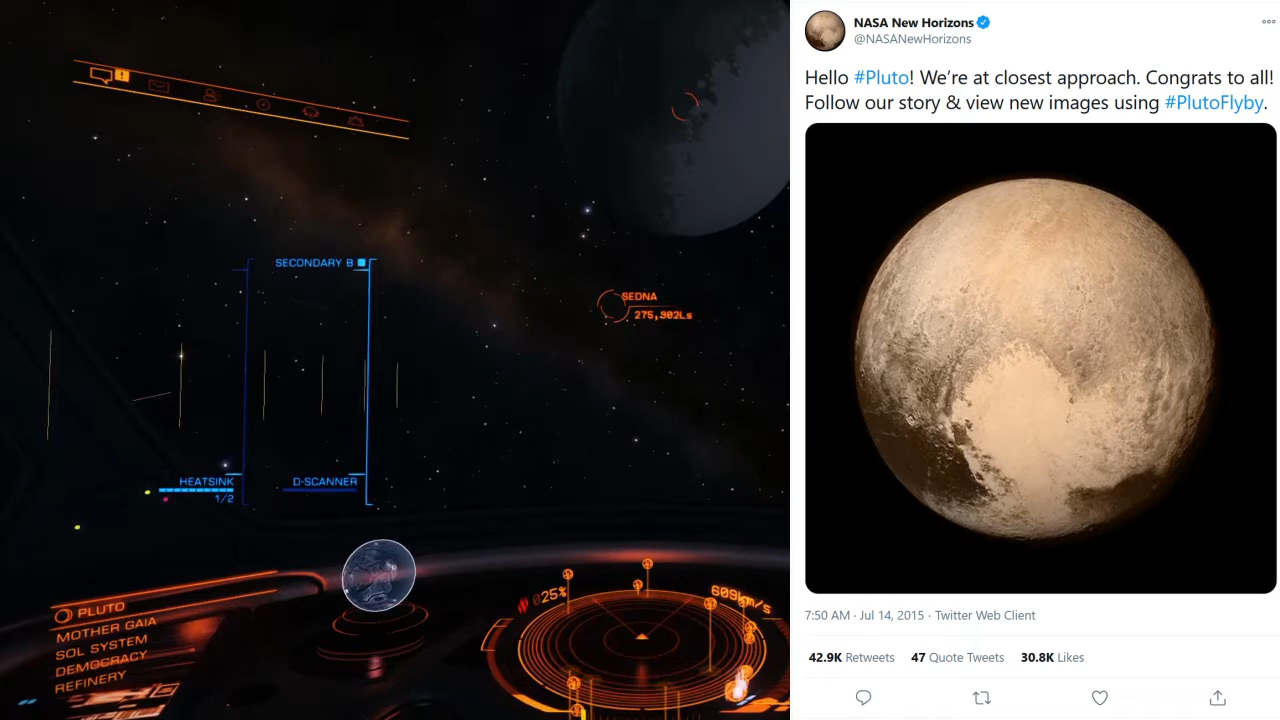 SECONDARY B
SEDNA
275,902Ls
HEATSINK
1/2
D-SCANNER
PLUTO
MOTHER GAIA
SOL SYSTEM
DEMOCRACY
REFINERY
25%
609km/s
NASA New Horizons
@NASANewHorizons
Hello #Pluto! We’re at closest approach. Congrats to all!
Follow our story & view new images using #PlutoFlyby.
7:50 AM · Jul 14, 2015 · Twitter Web Client
42.9K Retweets 47 Quote Tweets 30.8K Likes